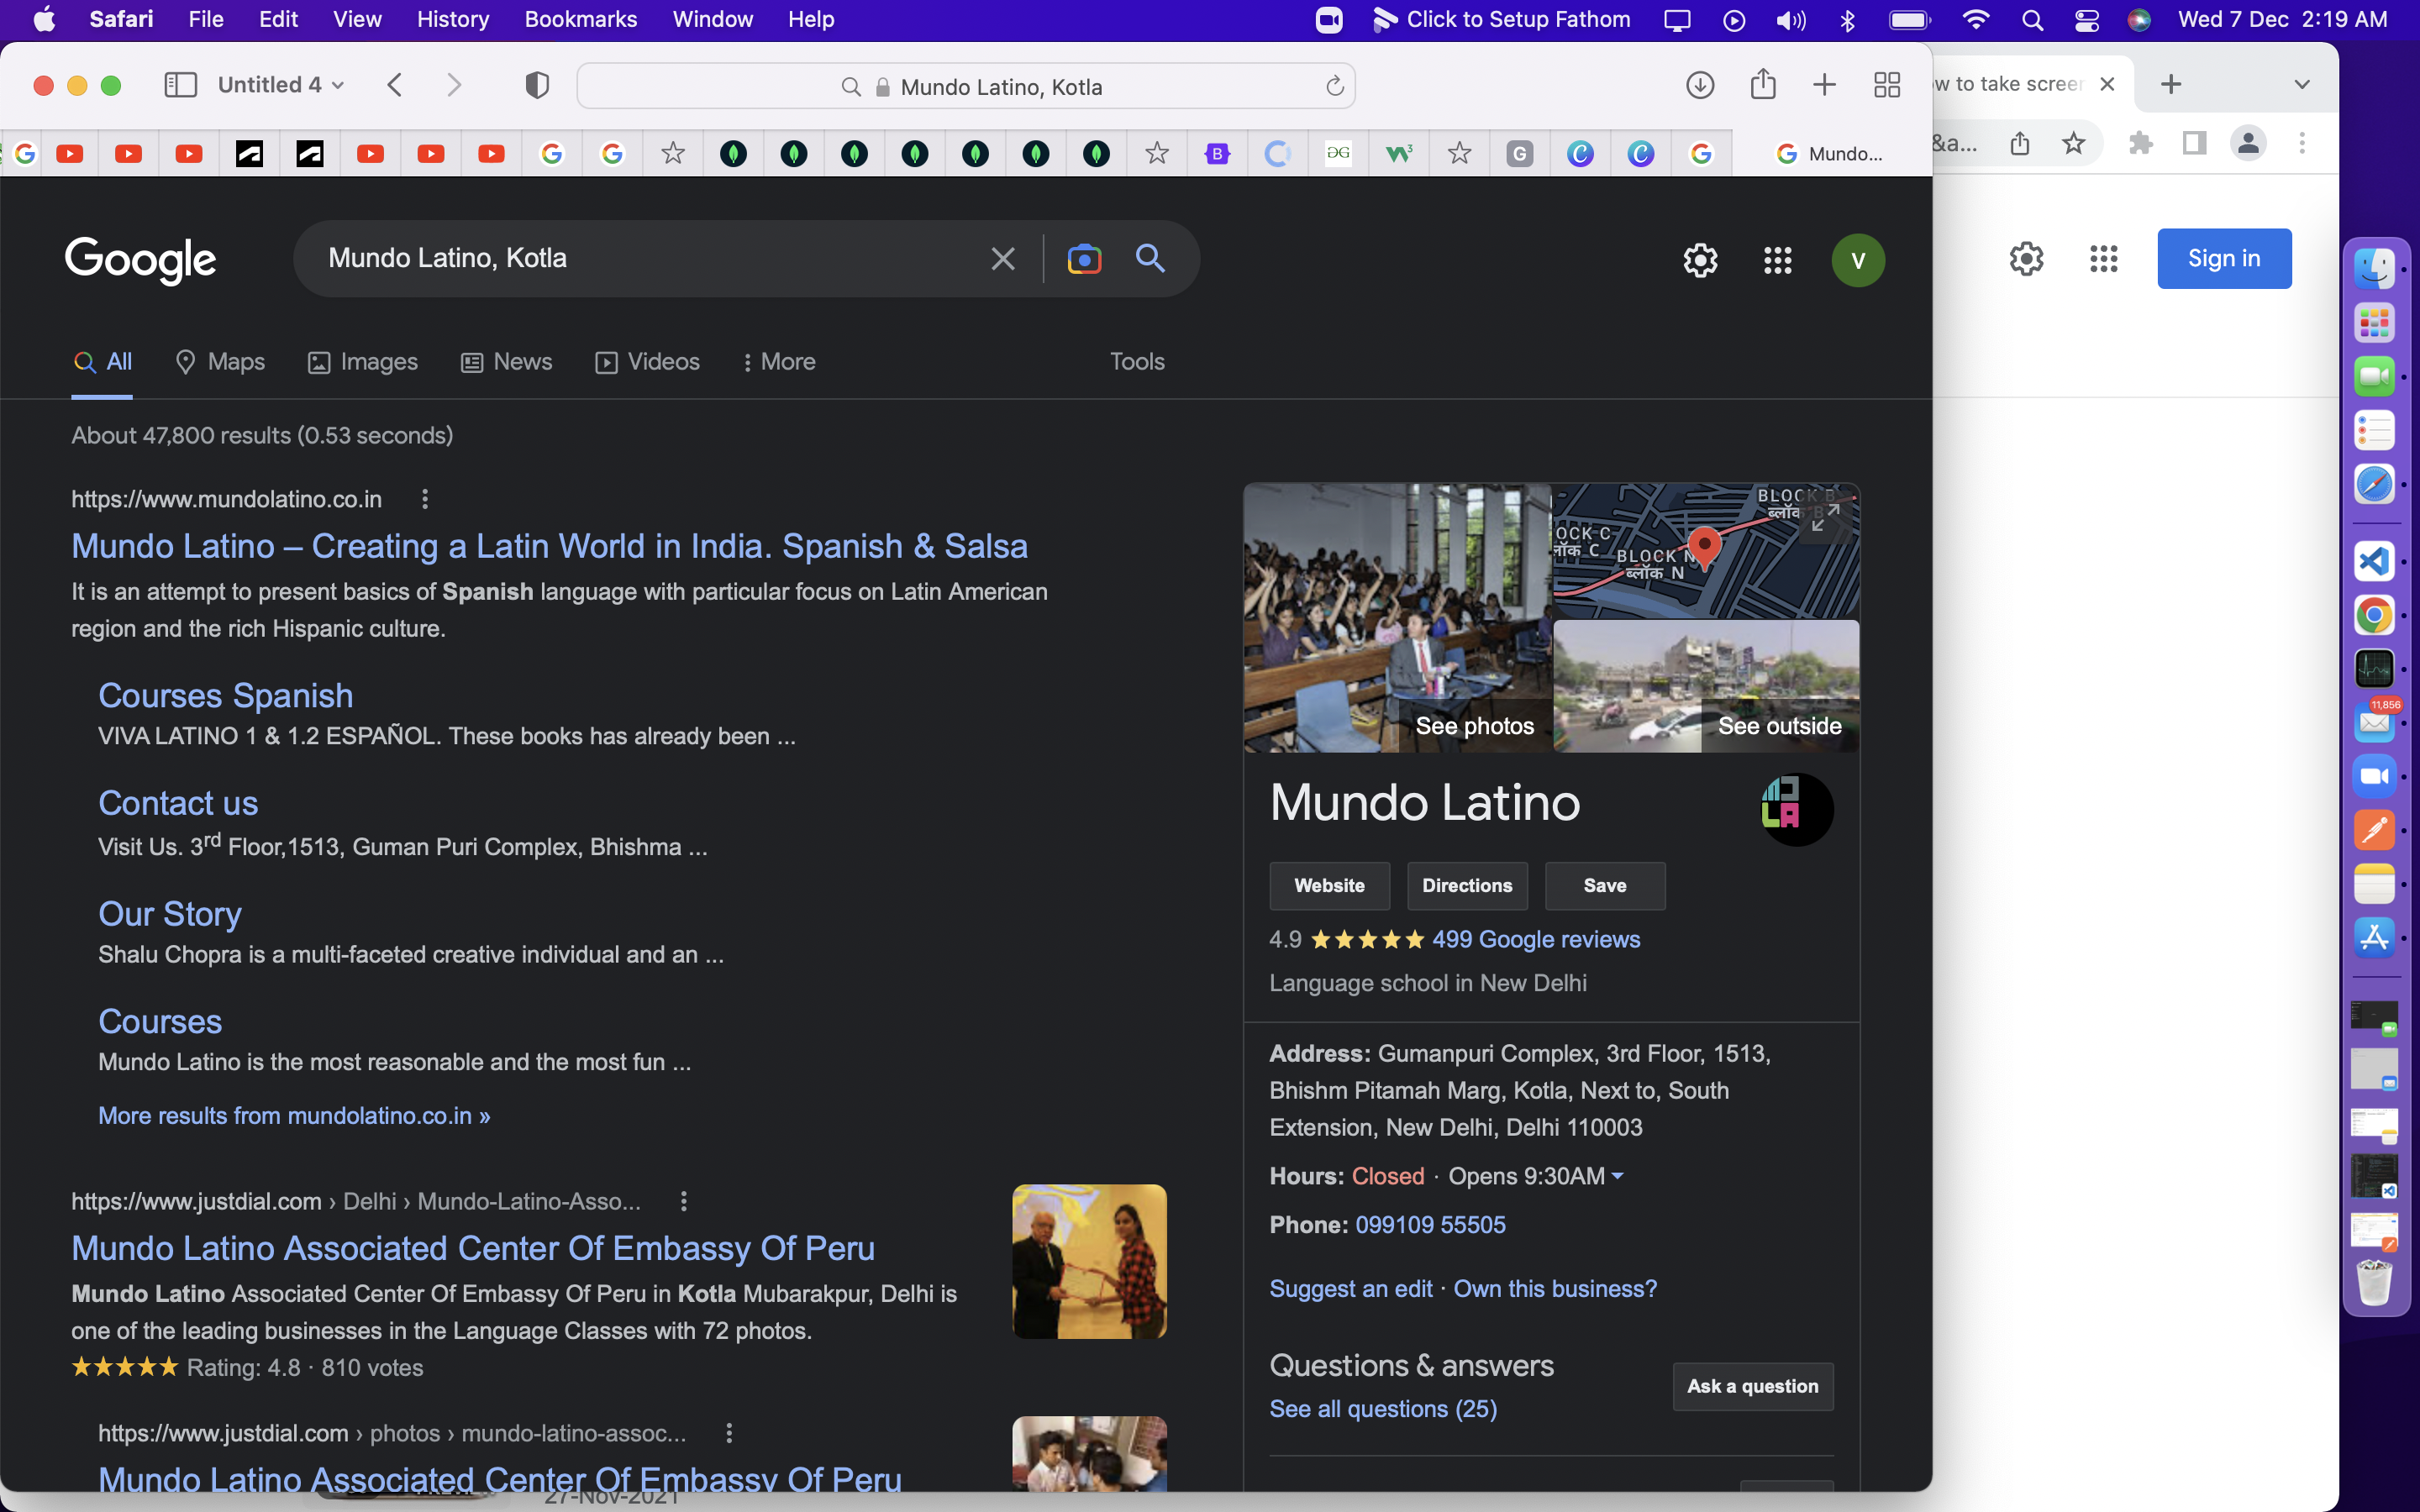 Safari File Edit View History Bookmarks Window Help
Click to Setup Fathom
Wed 7 Dec 2:19 AM
Untitled 4
Mundo Latino, Kotla
Mundo...
Google
Mundo Latino, Kotla
V
All Maps Images News Videos More Tools
About 47,800 results (0.53 seconds)
https://www.mundolatino.co.in
Mundo Latino – Creating a Latin World in India. Spanish & Salsa
It is an attempt to present basics of Spanish language with particular focus on Latin American
region and the rich Hispanic culture.
Courses Spanish
VIVA LATINO 1 & 1.2 ESPAÑOL. These books has already been ...
Contact us
Visit Us. 3rd Floor,1513, Guman Puri Complex, Bhishma ...
Our Story
Shalu Chopra is a multi-faceted creative individual and an ...
Courses
Mundo Latino is the most reasonable and the most fun ...
More results from mundolatino.co.in »
https://www.justdial.com › Delhi › Mundo-Latino-Asso...
Mundo Latino Associated Center Of Embassy Of Peru
Mundo Latino Associated Center Of Embassy Of Peru in Kotla Mubarakpur, Delhi is
one of the leading businesses in the Language Classes with 72 photos.
Rating: 4.8 · 810 votes
https://www.justdial.com › photos › mundo-latino-assoc...
Mundo Latino Associated Center Of Embassy Of Peru
27-Nov-2021
BLOCK B
ब्लॉक B
OCK C
लॉक C
BLOCK N
ब्लॉक N
See photos
See outside
Mundo Latino
Website Directions Save
4.9 499 Google reviews
Language school in New Delhi
Address: Gumanpuri Complex, 3rd Floor, 1513,
Bhishm Pitamah Marg, Kotla, Next to, South
Extension, New Delhi, Delhi 110003
Hours: Closed · Opens 9:30AM
Phone: 099109 55505
Suggest an edit · Own this business?
Questions & answers
See all questions (25)
Ask a question
ow to take screen
&a...
Sign in
11,856